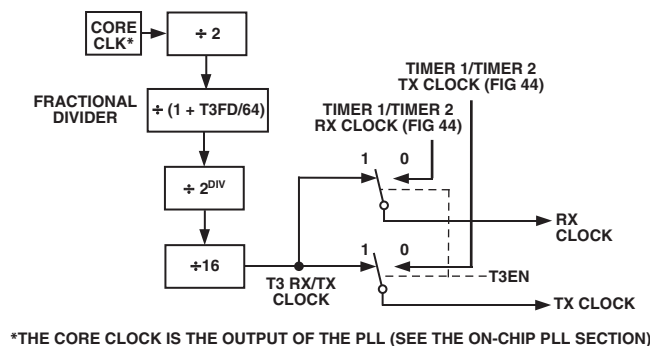 CORE
CLK*
÷ 2
TIMER 1/TIMER 2
TX CLOCK (FIG 44)
FRACTIONAL
DIVIDER
÷ (1 + T3FD/64)
TIMER 1/TIMER 2
RX CLOCK (FIG 44)
1 0
÷ 2DIV
RX
CLOCK
1 0
÷16
T3 RX/TX
CLOCK
T3EN
TX CLOCK
*THE CORE CLOCK IS THE OUTPUT OF THE PLL (SEE THE ON-CHIP PLL SECTION)